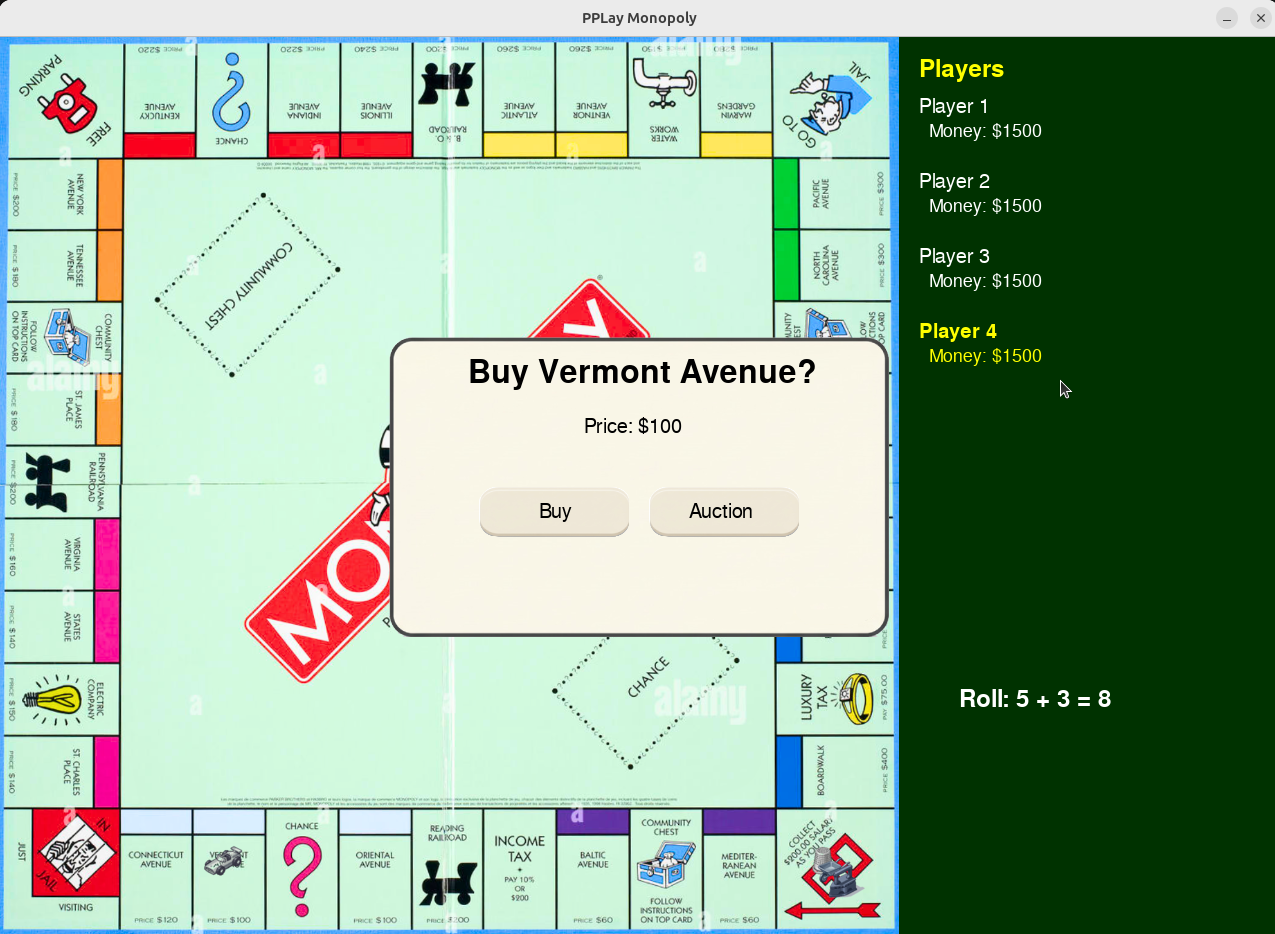 PPLay Monopoly
Players
Player 1
Money: $1500
Player 2
Money: $1500
Player 3
Money: $1500
Player 4
Money: $1500
Roll: 5 + 3 = 8
Buy Vermont Avenue?
Price: $100
Buy
Auction
FREE
PARKING
PRICE $220
KENTUCKY
AVENUE
CHANCE
PRICE $220
INDIANA
AVENUE
PRICE $240
ILLINOIS
AVENUE
PRICE $200
B. & O.
RAILROAD
PRICE $260
ATLANTIC
AVENUE
PRICE $260
VENTNOR
AVENUE
PRICE $150
WATER
WORKS
PRICE $280
MARVIN
GARDENS
GO TO
JAIL
NEW YORK
AVENUE
PRICE $200
TENNESSEE
AVENUE
PRICE $180
COMMUNITY
CHEST
FOLLOW
INSTRUCTIONS
ON TOP CARD
ST. JAMES
PLACE
PRICE $180
PENNSYLVANIA
RAILROAD
PRICE $200
VIRGINIA
AVENUE
PRICE $160
STATES
AVENUE
PRICE $140
ELECTRIC
COMPANY
PRICE $150
ST. CHARLES
PLACE
PRICE $140
PACIFIC
AVENUE
PRICE $300
NORTH
CAROLINA
AVENUE
PRICE $300
LUXURY
TAX
PAY $75.00
BOARDWALK
PRICE $400
COMMUNITY CHEST
MONO
Y
CHANCE
alamy
alamy
alamy
a
IN
JAIL
JUST
VISITING
CONNECTICUT
AVENUE
PRICE $120
PRICE $100
CHANCE
ORIENTAL
AVENUE
PRICE $100
READING
RAILROAD
PRICE $200
INCOME
TAX
PAY 10%
OR
$200
BALTIC
AVENUE
PRICE $60
COMMUNITY
CHEST
FOLLOW
INSTRUCTIONS
ON TOP CARD
MEDITER-
RANEAN
AVENUE
PRICE $60
COLLECT
$200.00 SALARY
AS YOU PASS